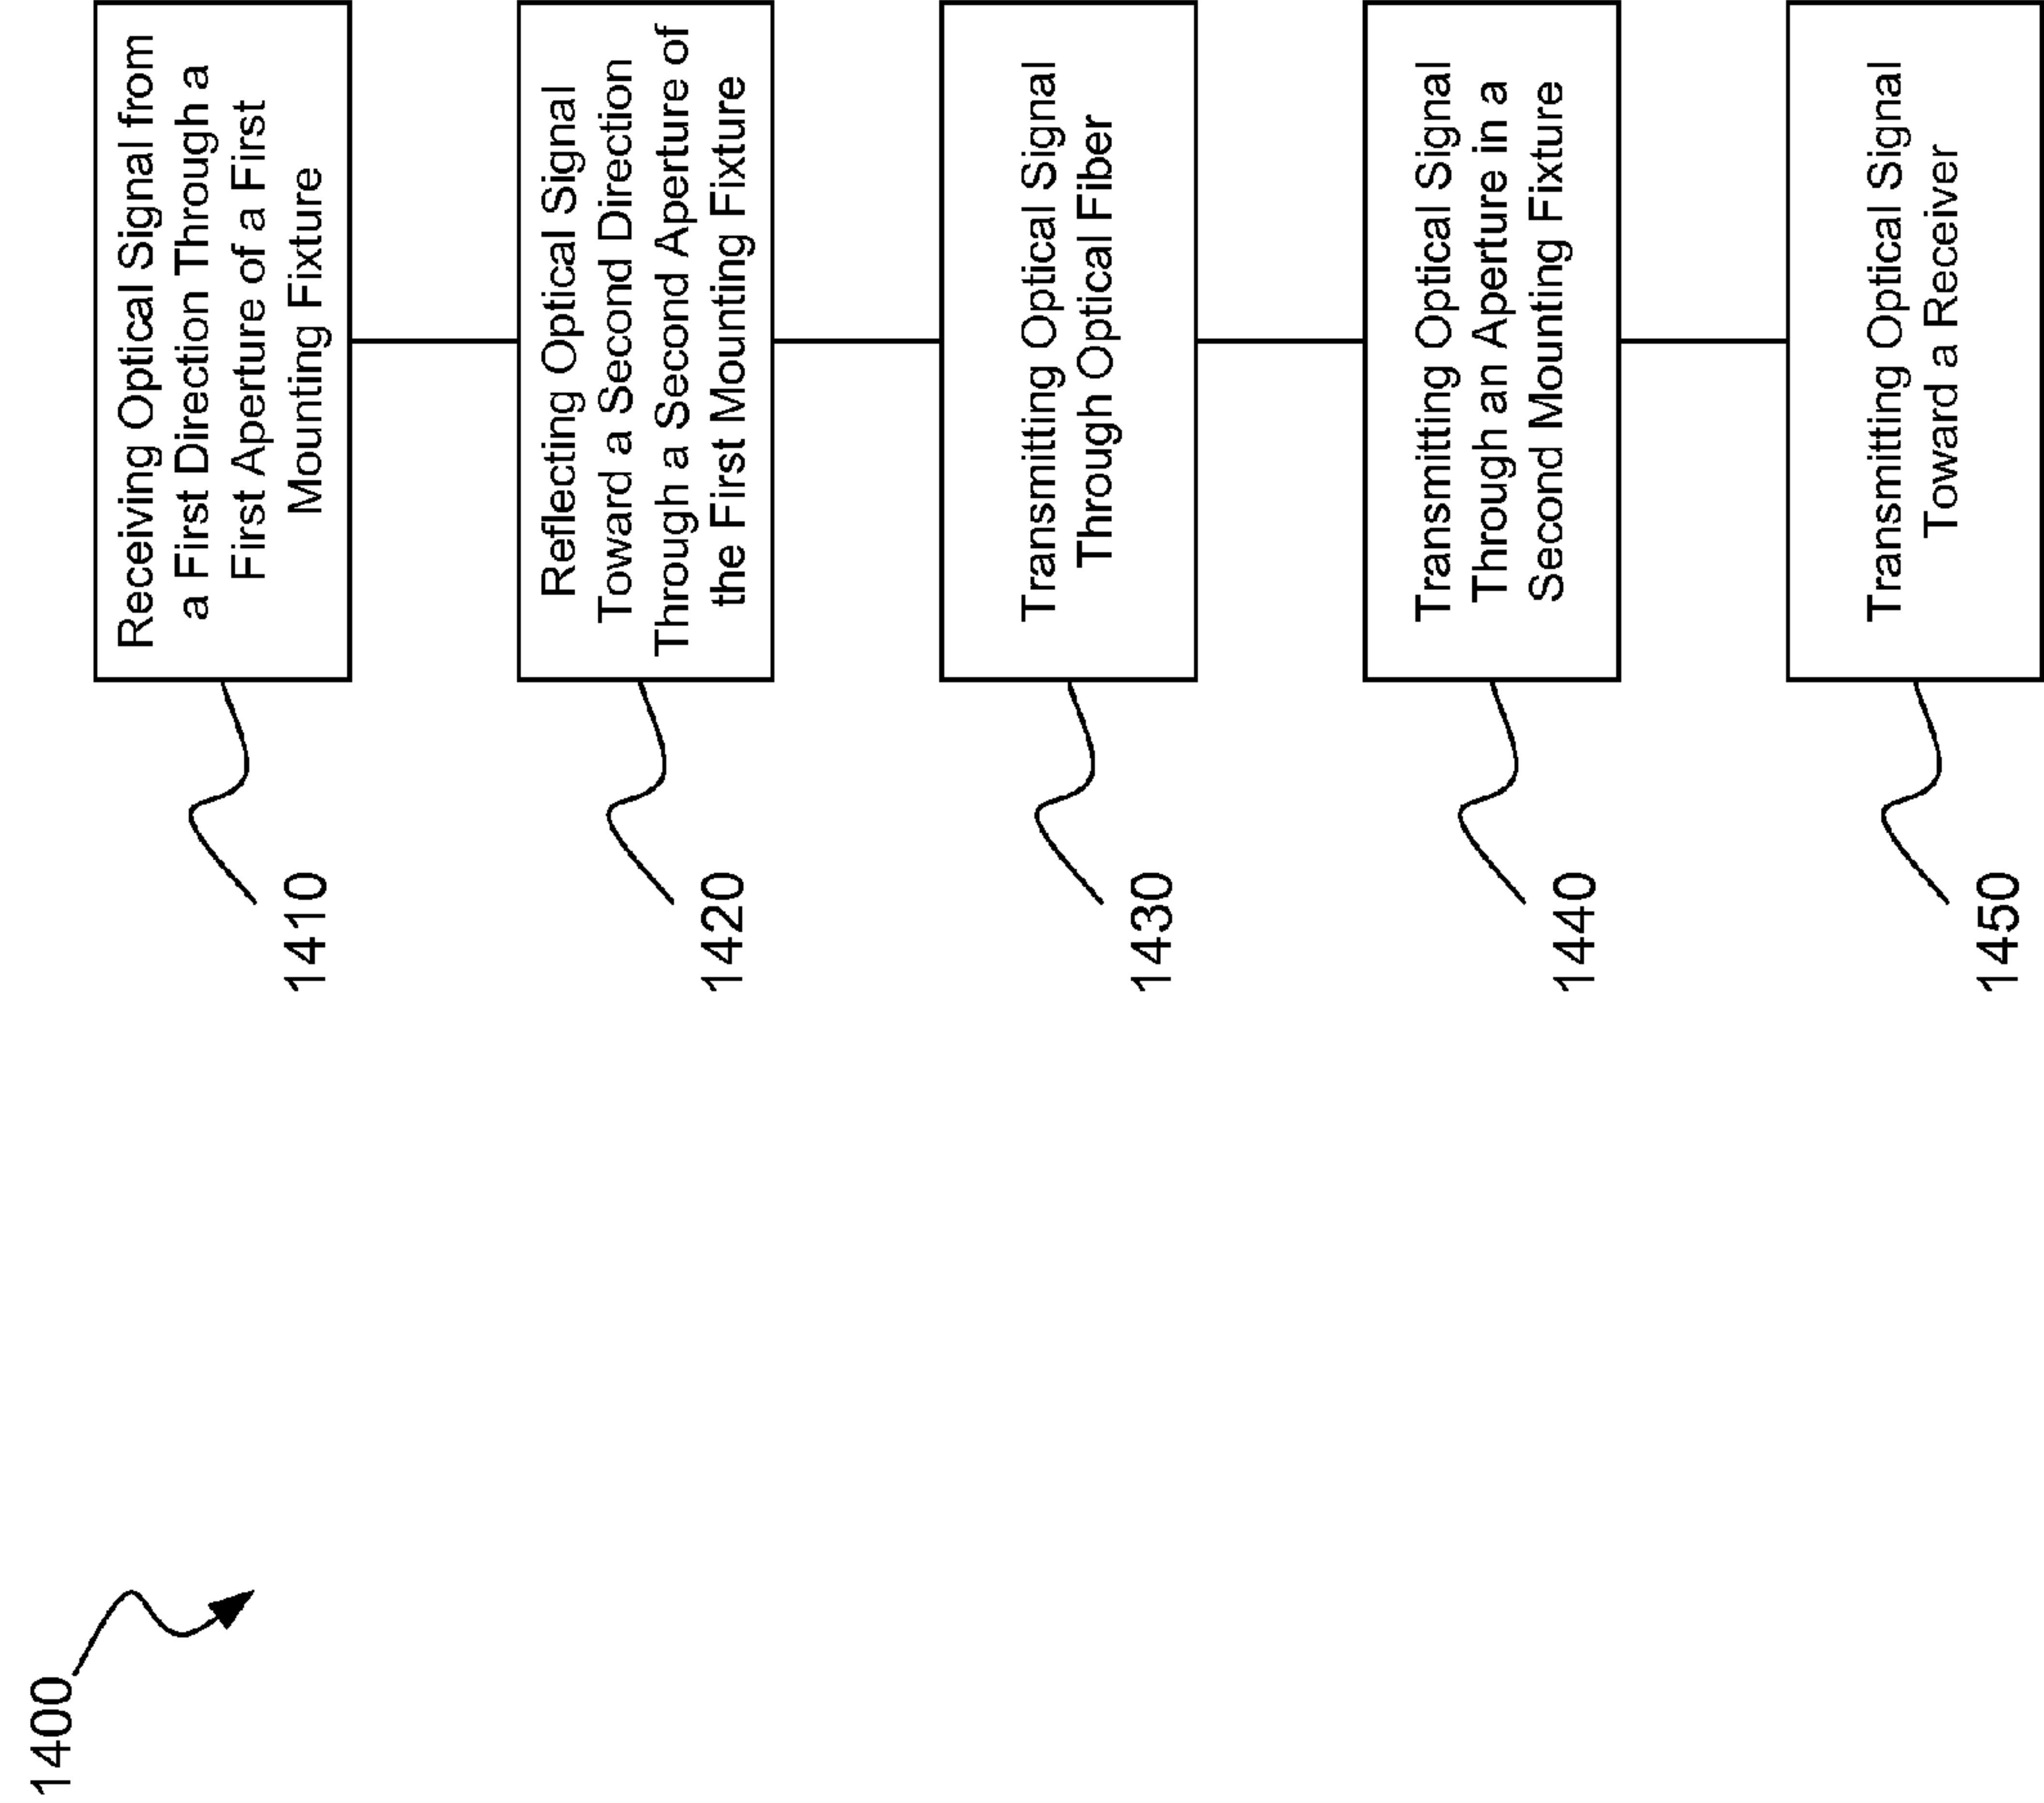 1400
1410
Receiving Optical Signal from
a First Direction Through a
First Aperture of a First
Mounting Fixture
1420
Reflecting Optical Signal
Toward a Second Direction
Through a Second Aperture of
the First Mounting Fixture
1430
Transmitting Optical Signal
Through Optical Fiber
1440
Transmitting Optical Signal
Through an Aperture in a
Second Mounting Fixture
1450
Transmitting Optical Signal
Toward a Receiver